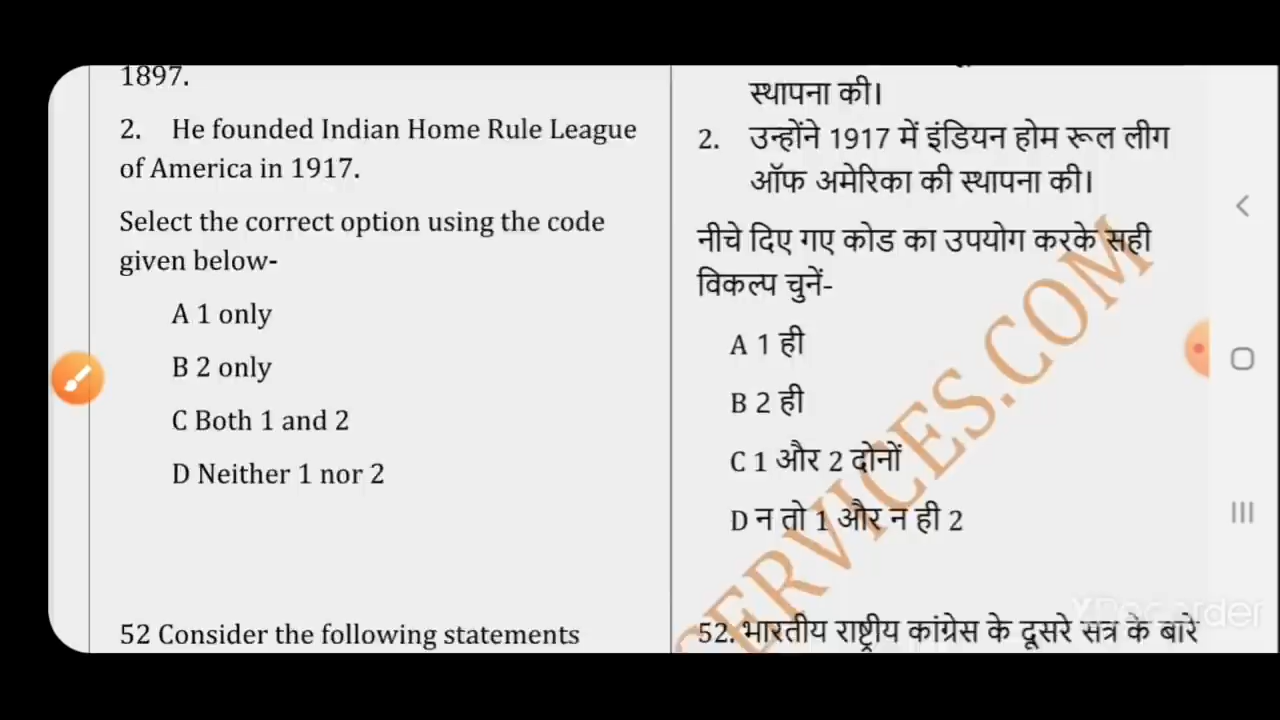 1897.
2. He founded Indian Home Rule League
of America in 1917.
Select the correct option using the code
given below-
A 1 only
B 2 only
C Both 1 and 2
D Neither 1 nor 2
52 Consider the following statements
स्थापना की।
2. उन्होंने 1917 में इंडियन होम रूल लीग
ऑफ अमेरिका की स्थापना की।
नीचे दिए गए कोड का उपयोग करके सही
विकल्प चुनें-
A 1 ही
B 2 ही
C 1 और 2 दोनों
D न तो 1 और न ही 2
52. भारतीय राष्ट्रीय कांग्रेस के दूसरे सत्र के बारे
ERVICES.COM
XRecorder